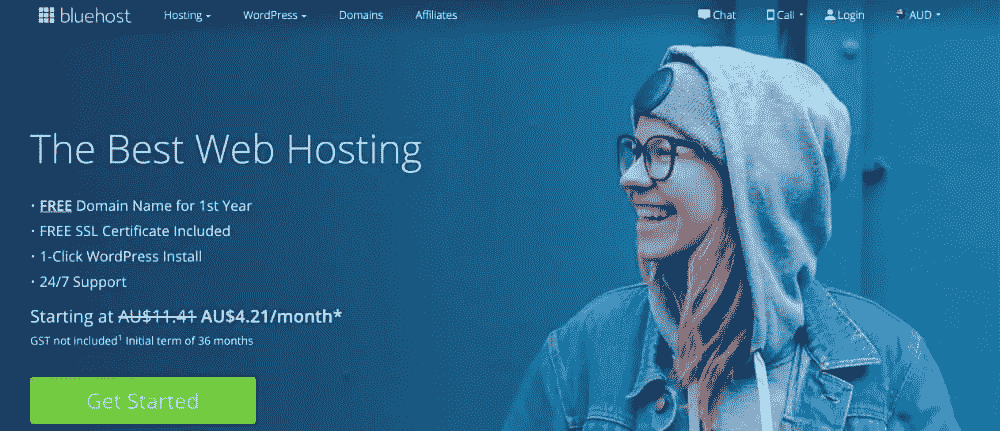 bluehost Hosting WordPress Domains Affiliates Chat Call Login AUD
The Best Web Hosting
· FREE Domain Name for 1st Year
· FREE SSL Certificate Included
· 1-Click WordPress Install
· 24/7 Support
Starting at AU$11.41 AU$4.21/month*
GST not included¹ Initial term of 36 months
Get Started